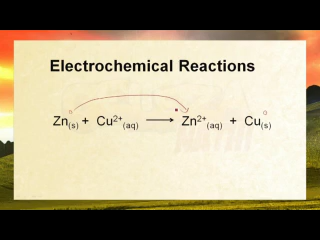 Electrochemical Reactions
Zn(s) + Cu2+(aq) ⟶ Zn2+(aq) + Cu(s)